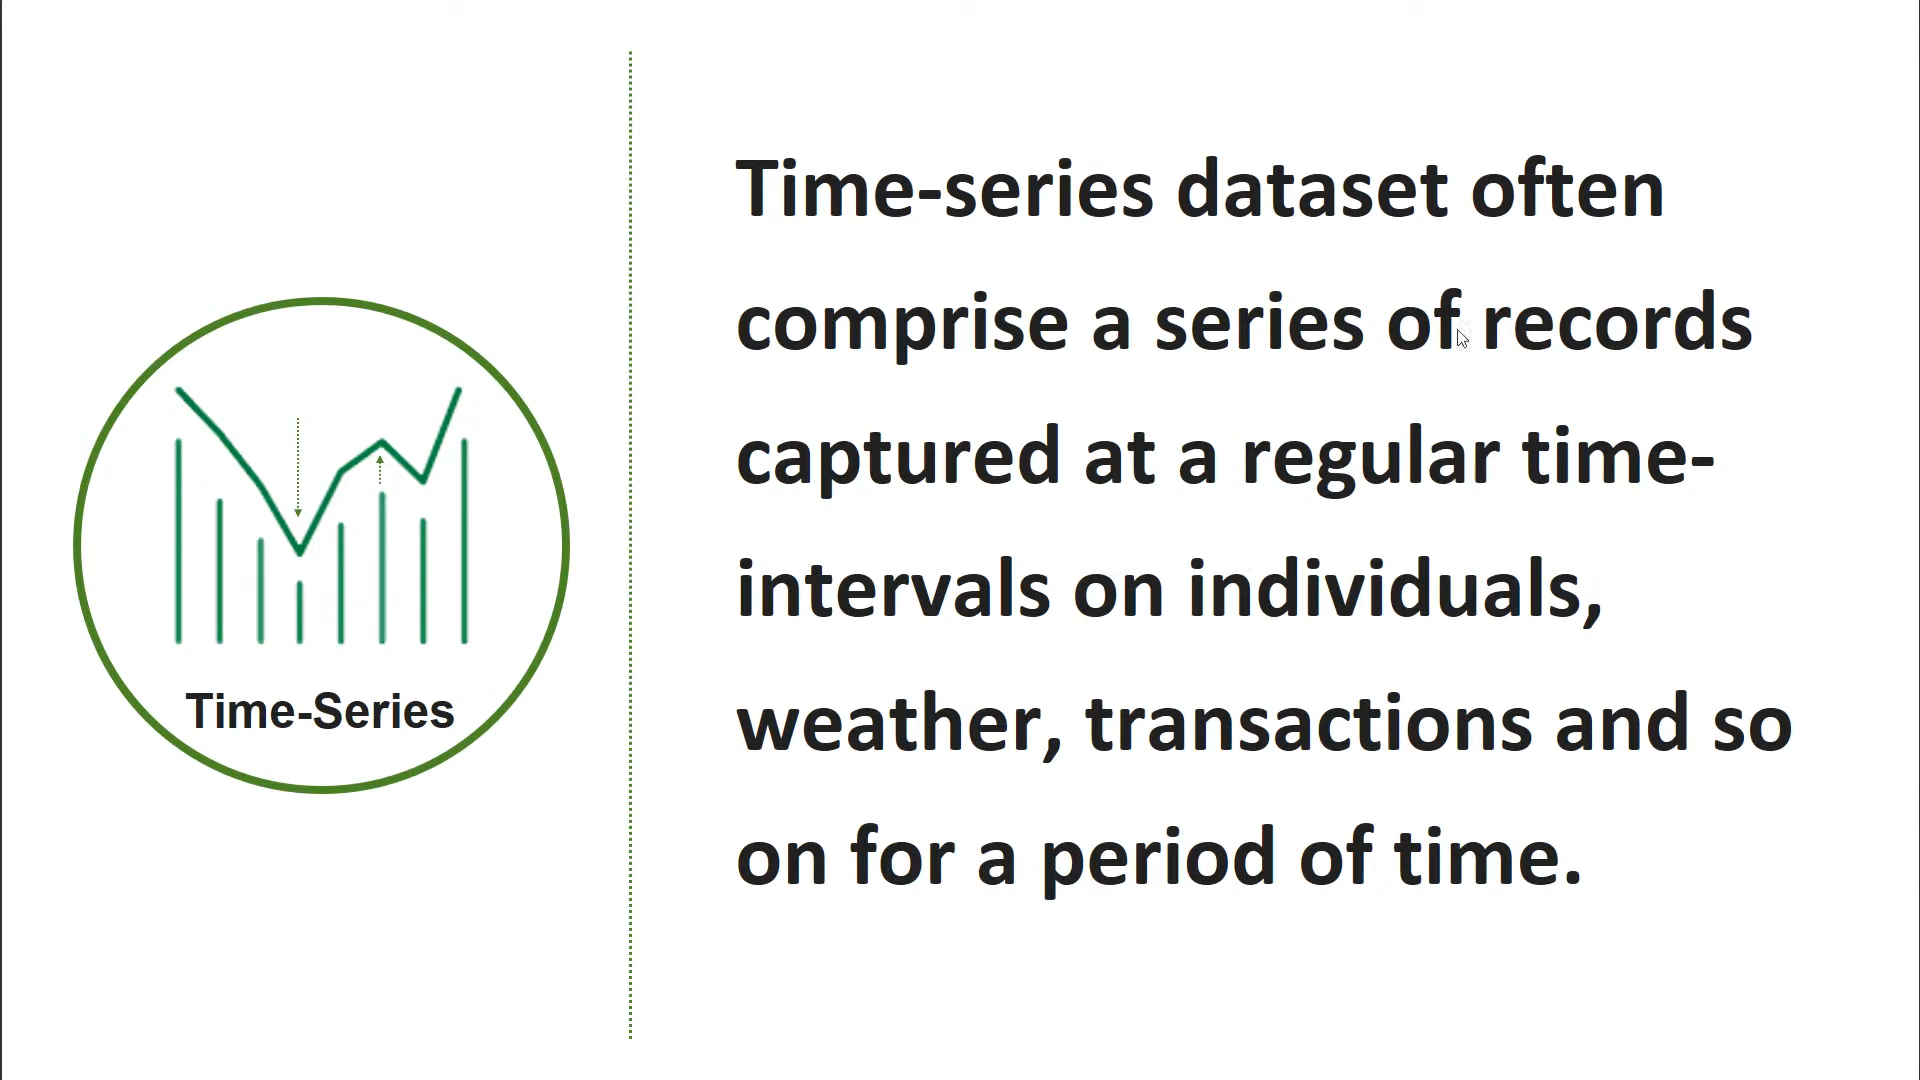 Time-series dataset often
comprise a series of records
captured at a regular time-
intervals on individuals,
weather, transactions and so
on for a period of time.
Time-Series